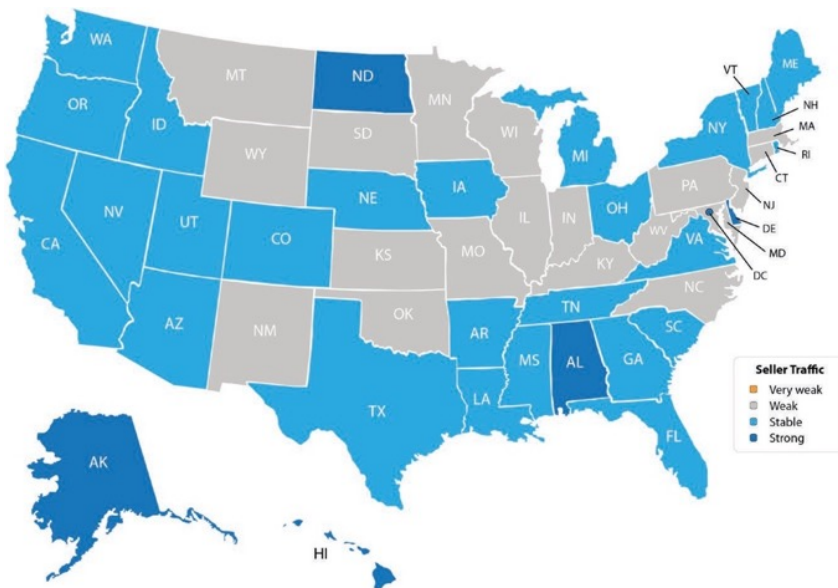 WA
MT
ND
MN
VT
ME
OR
ID
SD
WI
NY
NH
MA
WY
MI
RI
CT
NE
IA
PA
NV
UT
CO
IL
IN
OH
NJ
CA
WV
VA
DE
MD
KS
MO
KY
DC
AZ
NM
OK
TN
NC
AR
SC
MS
AL
GA
TX
LA
FL
AK
HI
Seller Traffic
Very weak
Weak
Stable
Strong